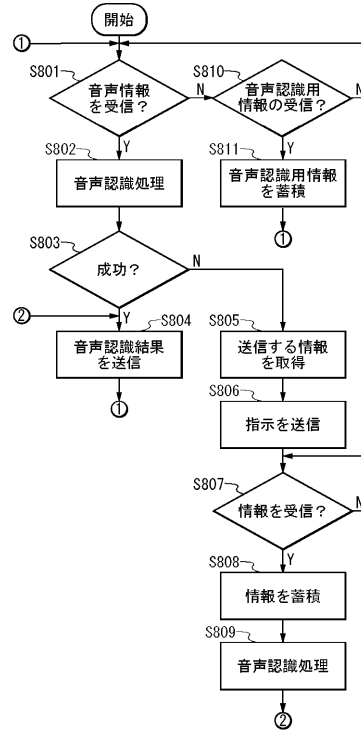 開始
①
S801
音声情報
を受信？
N
S810
音声認識用
情報の受信？
N
Y
S802
音声認識処理
Y
S811
音声認識用情報
を蓄積
①
S803
成功？
N
②
Y
S804
音声認識結果
を送信
①
S805
送信する情報
を取得
S806
指示を送信
S807
情報を受信？
N
Y
S808
情報を蓄積
S809
音声認識処理
②